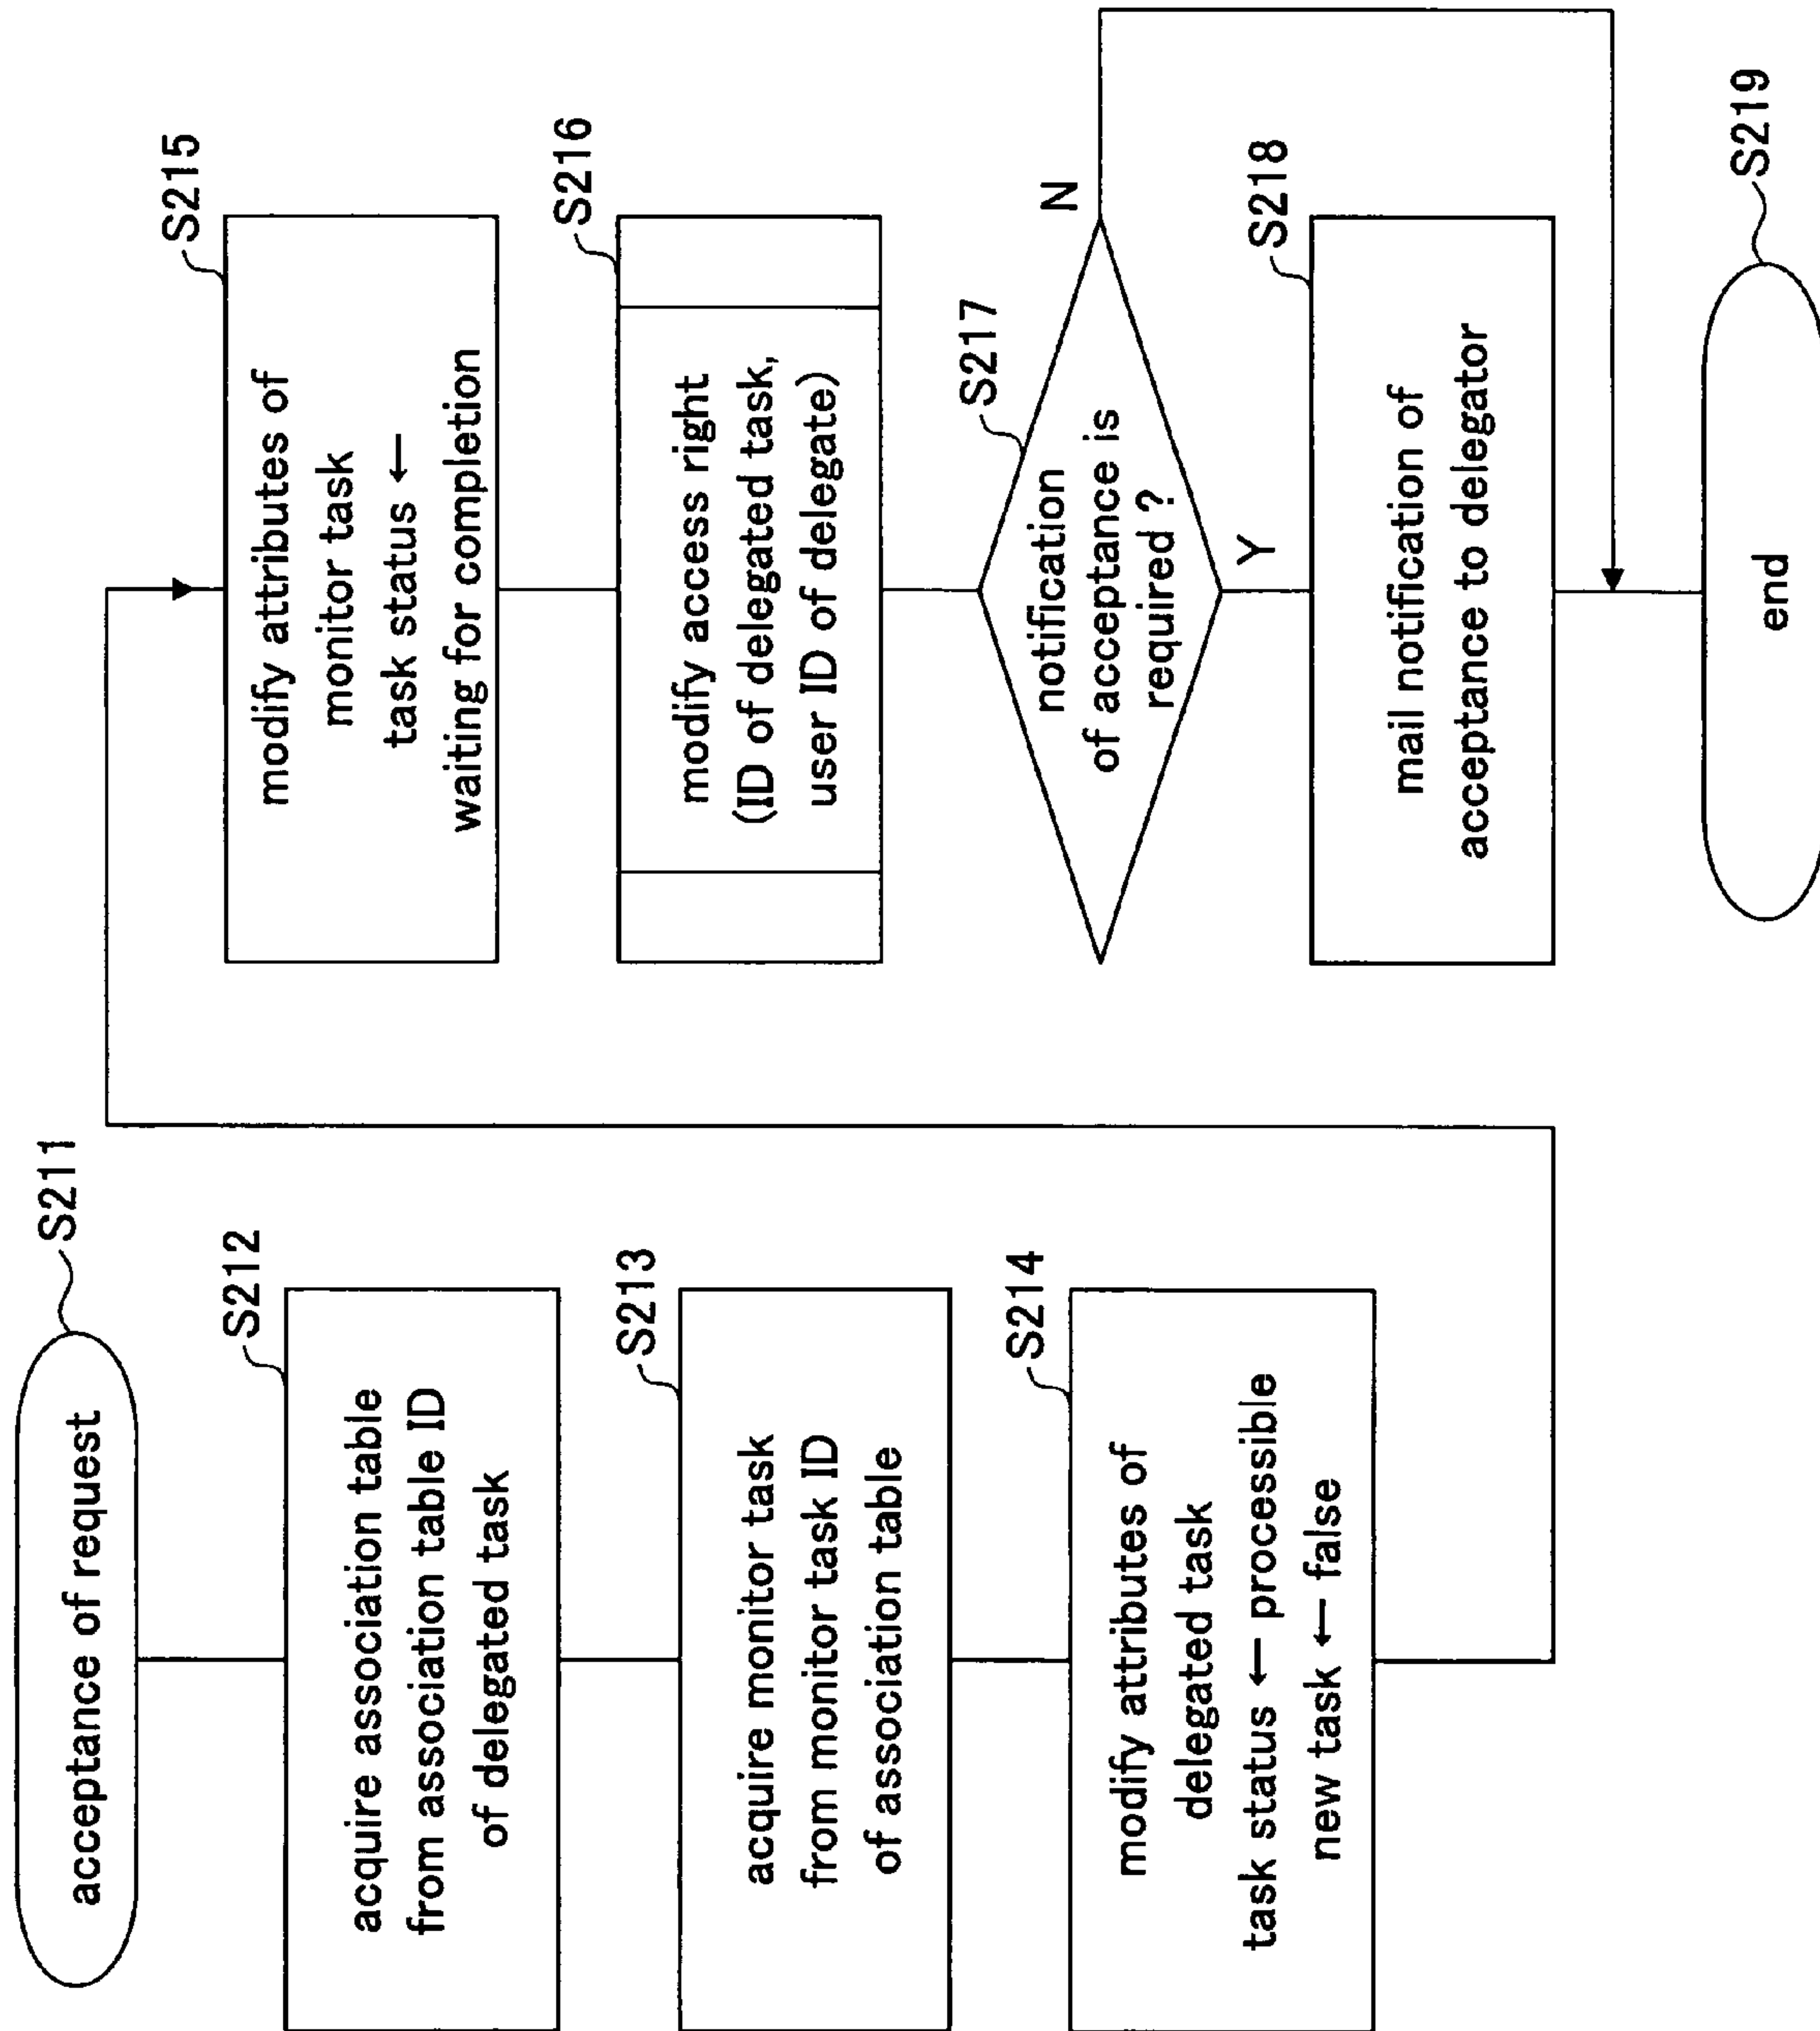 acceptance of request
S211
acquire association table
from association table ID
of delegated task
S212
acquire monitor task
from monitor task ID
of association table
S213
modify attributes of
delegated task
task status ← processible
new task ← false
S214
modify attributes of
monitor task
task status ←
waiting for completion
S215
modify access right
(ID of delegated task,
user ID of delegate)
S216
notification
of acceptance is
required ?
S217
N
Y
mail notification of
acceptance to delegator
S218
end
S219